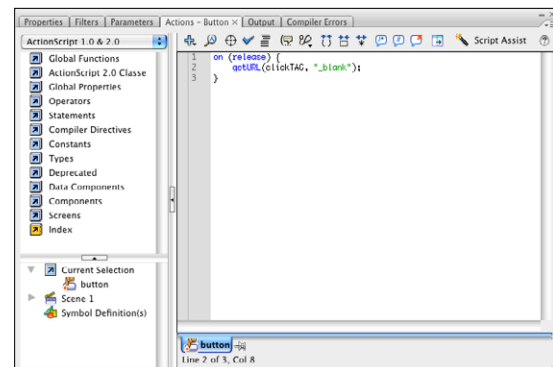 Properties Filters Parameters Actions – Button × Output Compiler Errors
ActionScript 1.0 & 2.0
Script Assist
Global Functions
ActionScript 2.0 Classe
Global Properties
Operators
Statements
Compiler Directives
Constants
Types
Deprecated
Data Components
Components
Screens
Index
1 on (release) {
2 getURL(clickTAG, "_blank");
3 }
Current Selection
button
Scene 1
Symbol Definition(s)
button
Line 2 of 3, Col 8